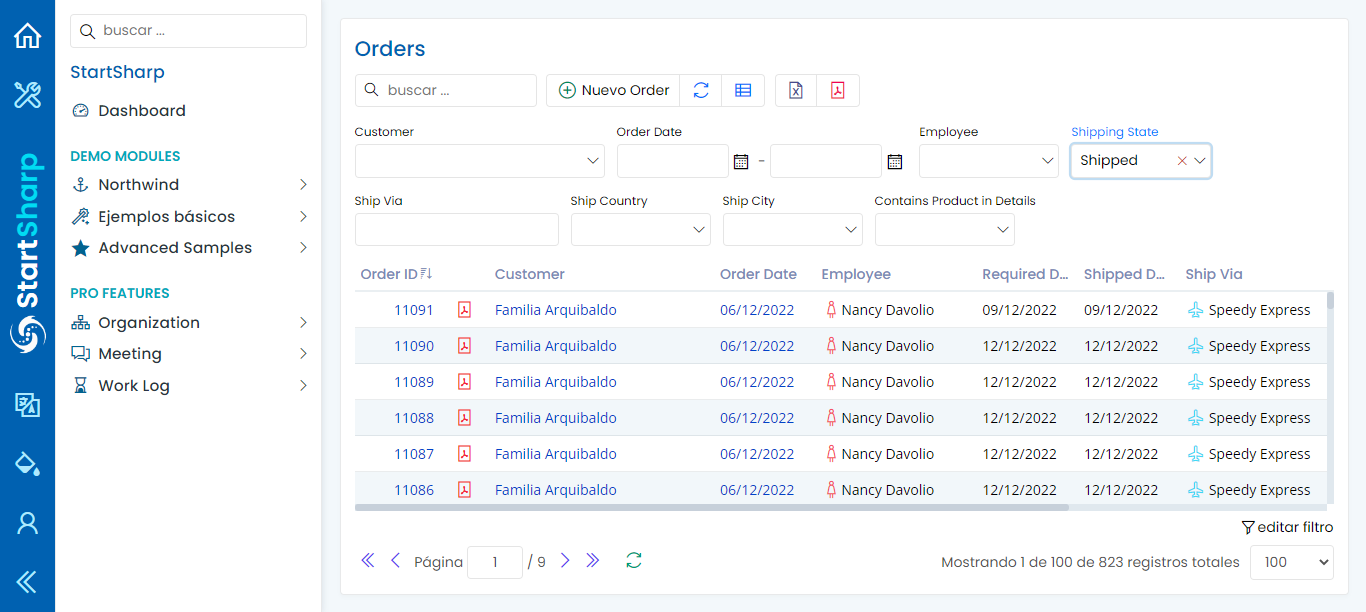 StartSharp
buscar ...
StartSharp
Dashboard
DEMO MODULES
Northwind
Ejemplos básicos
Advanced Samples
PRO FEATURES
Organization
Meeting
Work Log
Orders
buscar ...
Nuevo Order
Customer Order Date Employee Shipping State
- Shipped
Ship Via Ship Country Ship City Contains Product in Details
Order ID Customer Order Date Employee Required D... Shipped D... Ship Via
11091 Familia Arquibaldo 06/12/2022 Nancy Davolio 09/12/2022 09/12/2022 Speedy Express
11090 Familia Arquibaldo 06/12/2022 Nancy Davolio 12/12/2022 12/12/2022 Speedy Express
11089 Familia Arquibaldo 06/12/2022 Nancy Davolio 12/12/2022 12/12/2022 Speedy Express
11088 Familia Arquibaldo 06/12/2022 Nancy Davolio 12/12/2022 12/12/2022 Speedy Express
11087 Familia Arquibaldo 06/12/2022 Nancy Davolio 12/12/2022 12/12/2022 Speedy Express
11086 Familia Arquibaldo 06/12/2022 Nancy Davolio 12/12/2022 12/12/2022 Speedy Express
editar filtro
Página 1 / 9 Mostrando 1 de 100 de 823 registros totales 100